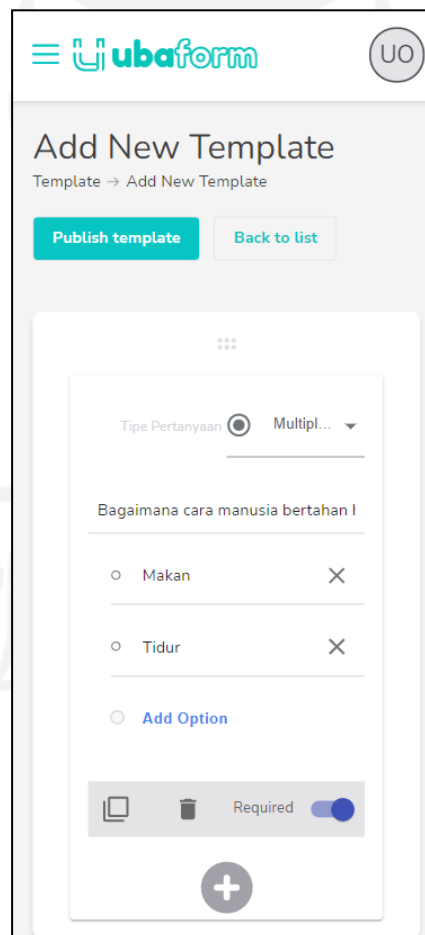 ubaform
UO
Add New Template
Template → Add New Template
Publish template
Back to list
Tipe Pertanyaan
Multipl...
Bagaimana cara manusia bertahan
Makan
Tidur
Add Option
Required